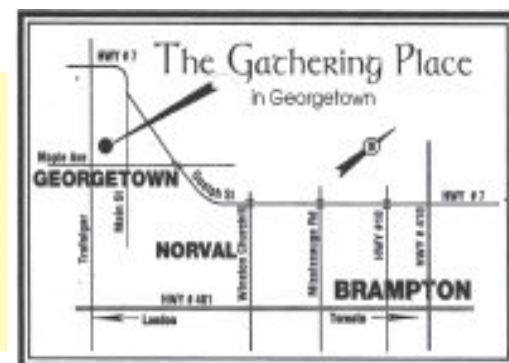 The Gathering Place
in Georgetown
HWY # 7
Maple Ave
GEORGETOWN
Guelph St
HWY # 7
Trafalgar
Main St
NORVAL
Winston Churchill
Mississauga Rd
HWY #10
HWY # 410
BRAMPTON
HWY # 401
London
Toronto